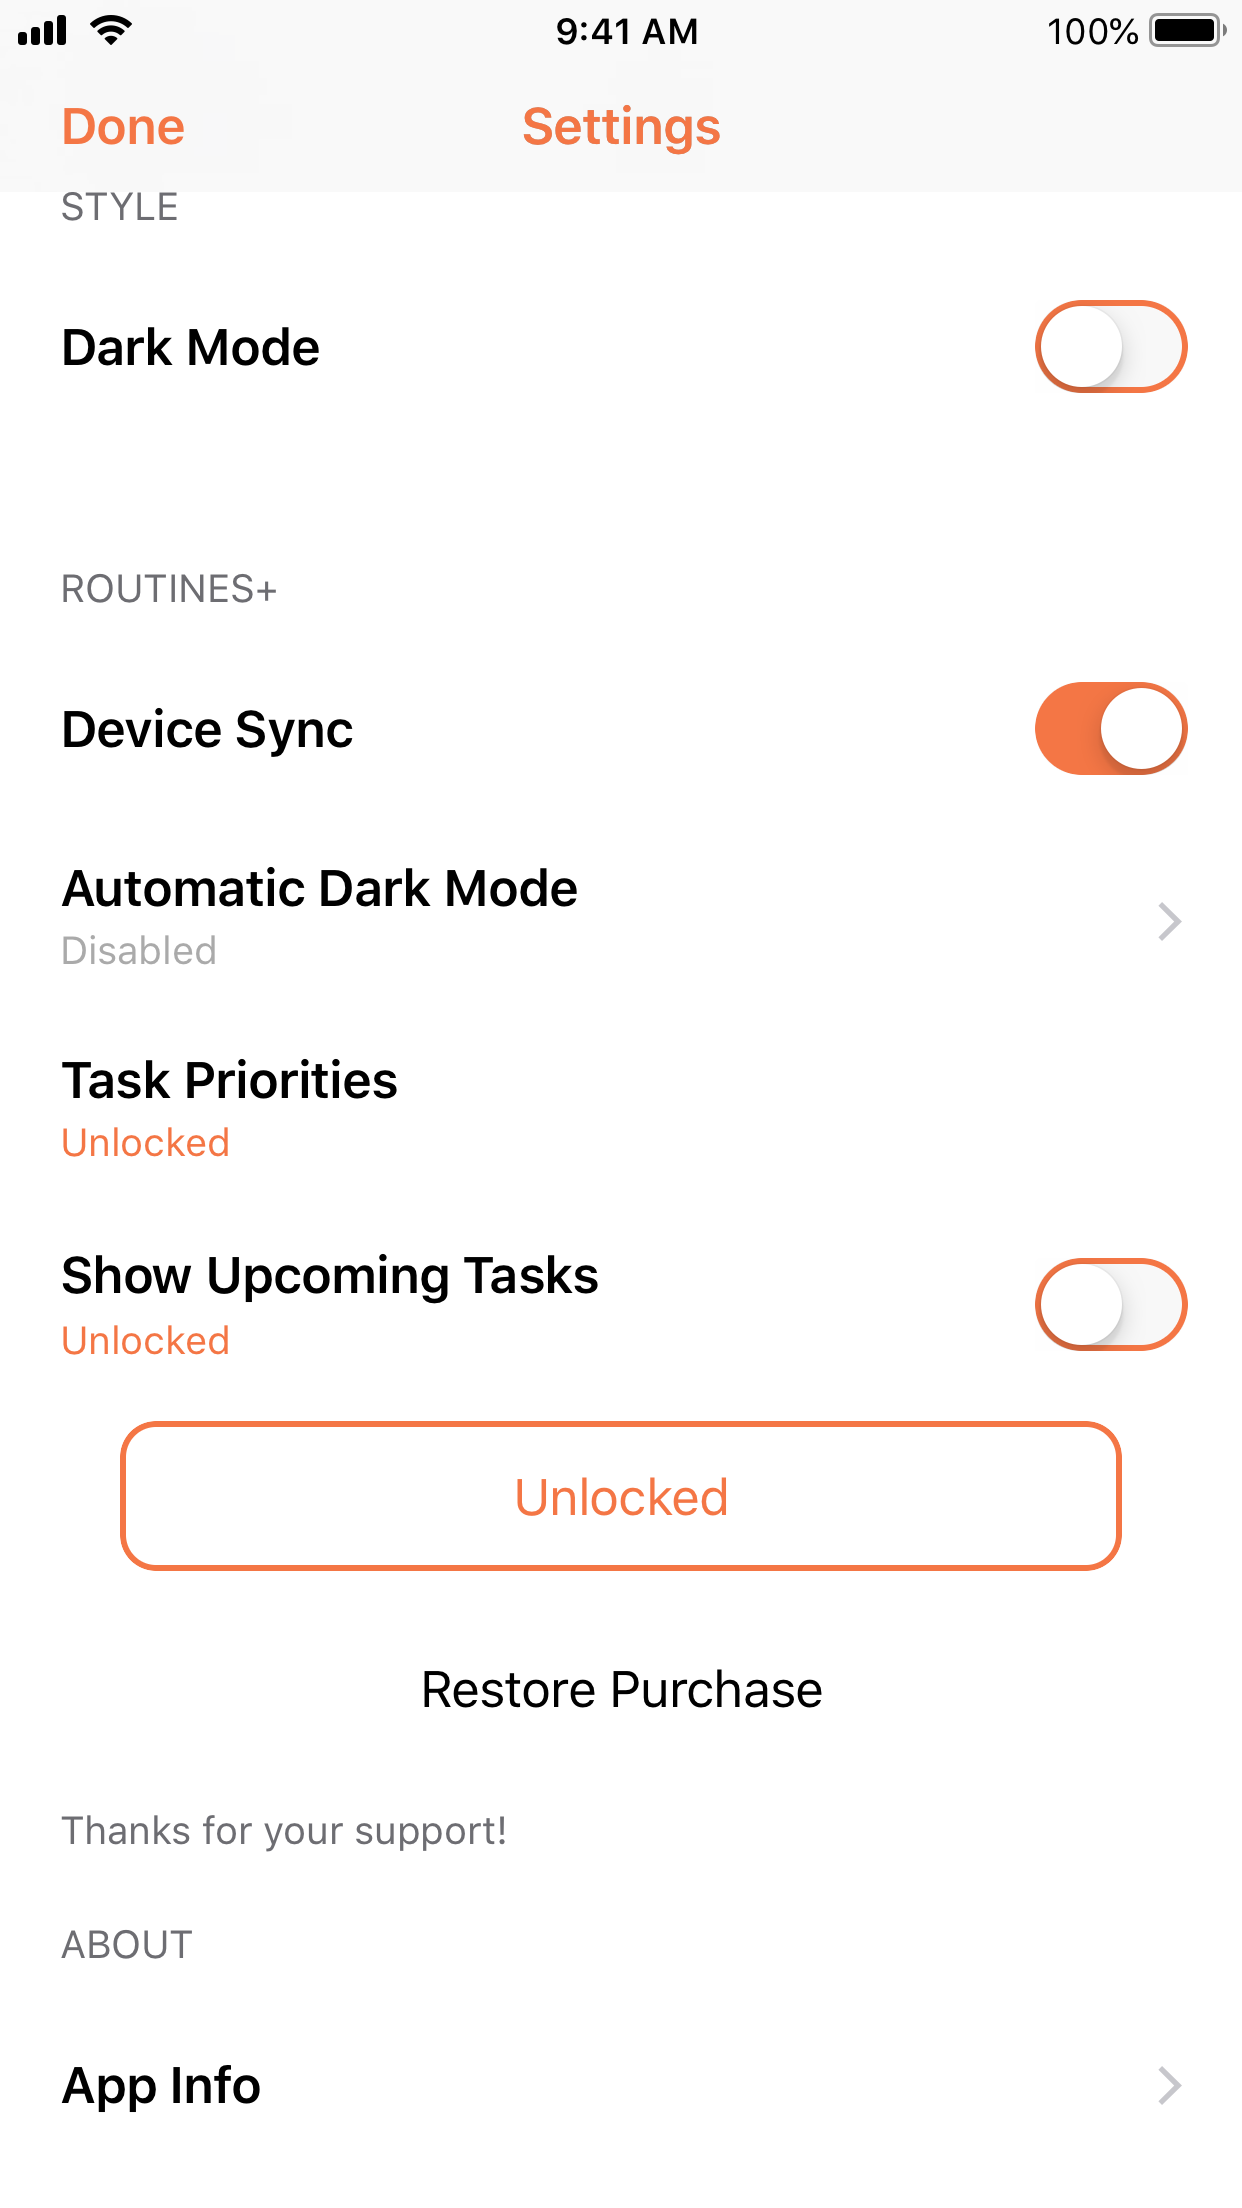 9:41 AM
100%
Done
Settings
STYLE
Dark Mode
ROUTINES+
Device Sync
Automatic Dark Mode
Disabled
Task Priorities
Unlocked
Show Upcoming Tasks
Unlocked
Unlocked
Restore Purchase
Thanks for your support!
ABOUT
App Info